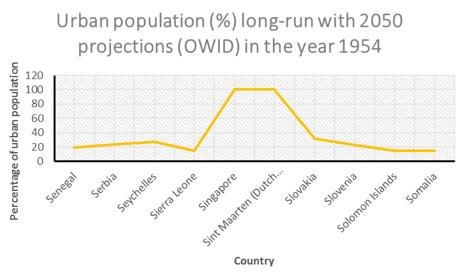 Urban population (%) long-run with 2050
projections (OWID) in the year 1954
Percentage of urban population
120
100
80
60
40
20
0
Senegal
Serbia
Seychelles
Sierra Leone
Singapore
Sint Maarten (Dutch...
Slovakia
Slovenia
Solomon Islands
Somalia
Country